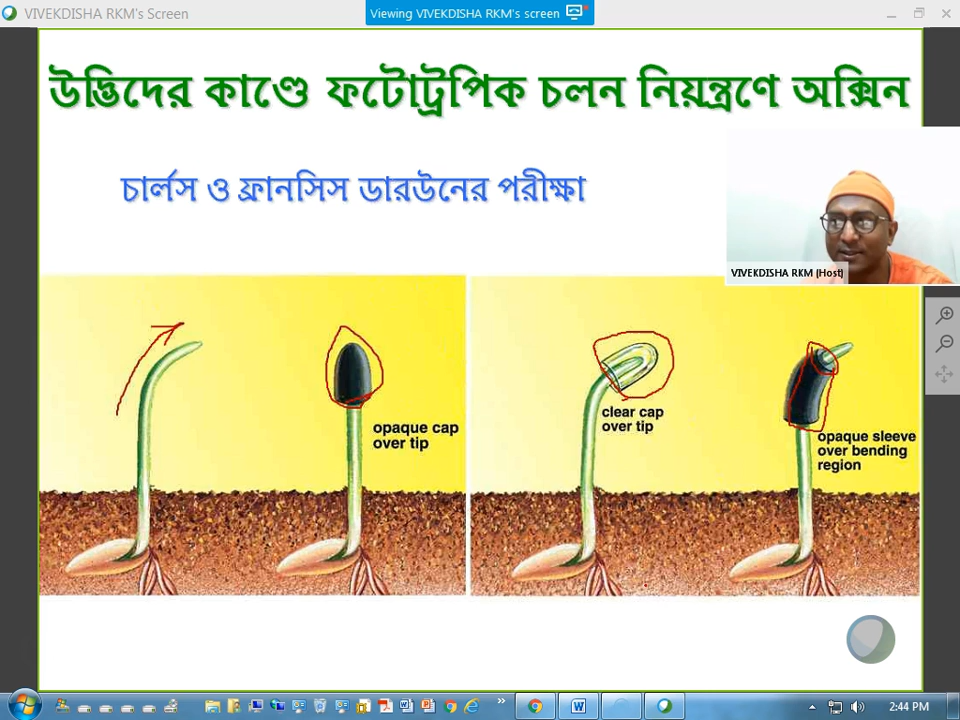 VIVEKDISHA RKM's Screen
Viewing VIVEKDISHA RKM's screen
উদ্ভিদের কাণ্ডে ফটোট্রপিক চলন নিয়ন্ত্রণে অক্সিন
চার্লস ও ফ্রানসিস ডারউনের পরীক্ষা
VIVEKDISHA RKM (Host)
opaque cap
over tip
clear cap
over tip
opaque sleeve
over bending
region
2:44 PM